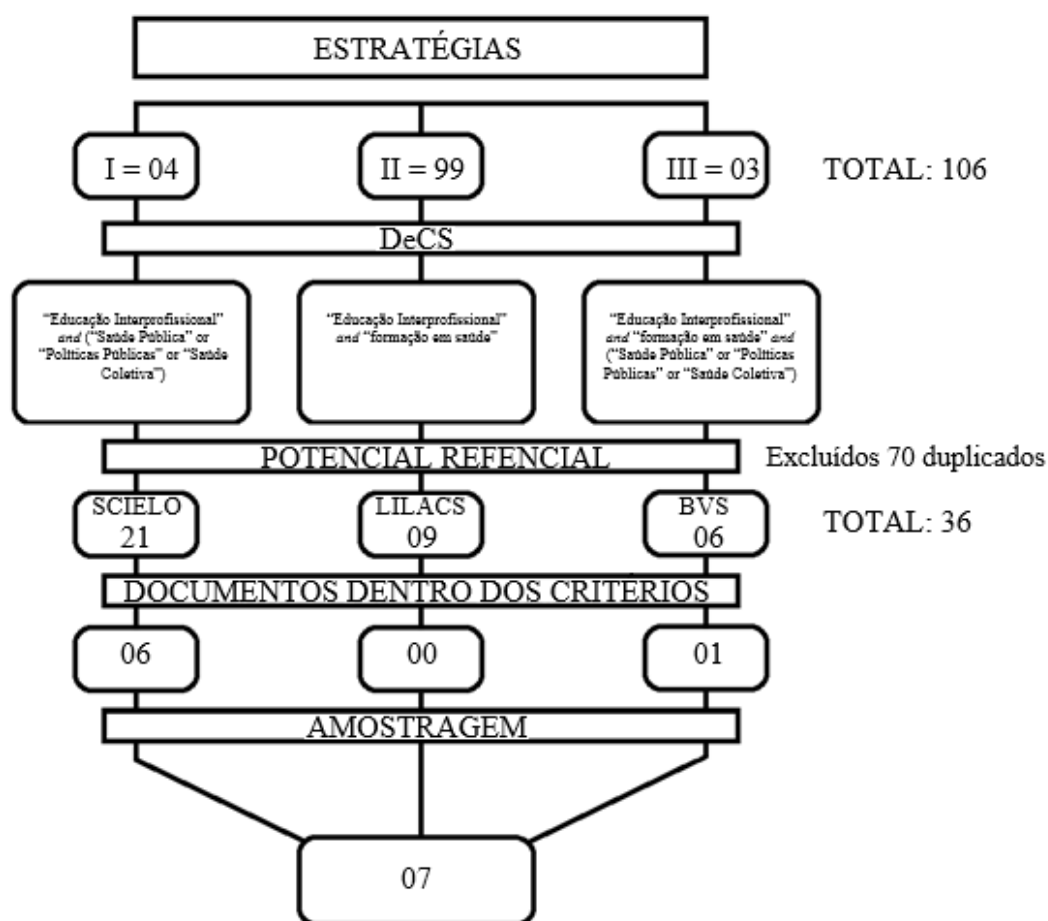 ESTRATÉGIAS
I = 04
II = 99
III = 03
TOTAL: 106
DeCS
“Educação Interprofissional”
and (“Saúde Pública” or
“Políticas Públicas” or “Saúde
Coletiva”)
“Educação Interprofissional”
and “formação em saúde”
“Educação Interprofissional”
and “formação em saúde” and
(“Saúde Pública” or “Políticas
Públicas” or “Saúde Coletiva”)
POTENCIAL REFENCIAL
Excluídos 70 duplicados
SCIELO
21
LILACS
09
BVS
06
TOTAL: 36
DOCUMENTOS DENTRO DOS CRITÉRIOS
06
00
01
AMOSTRAGEM
07